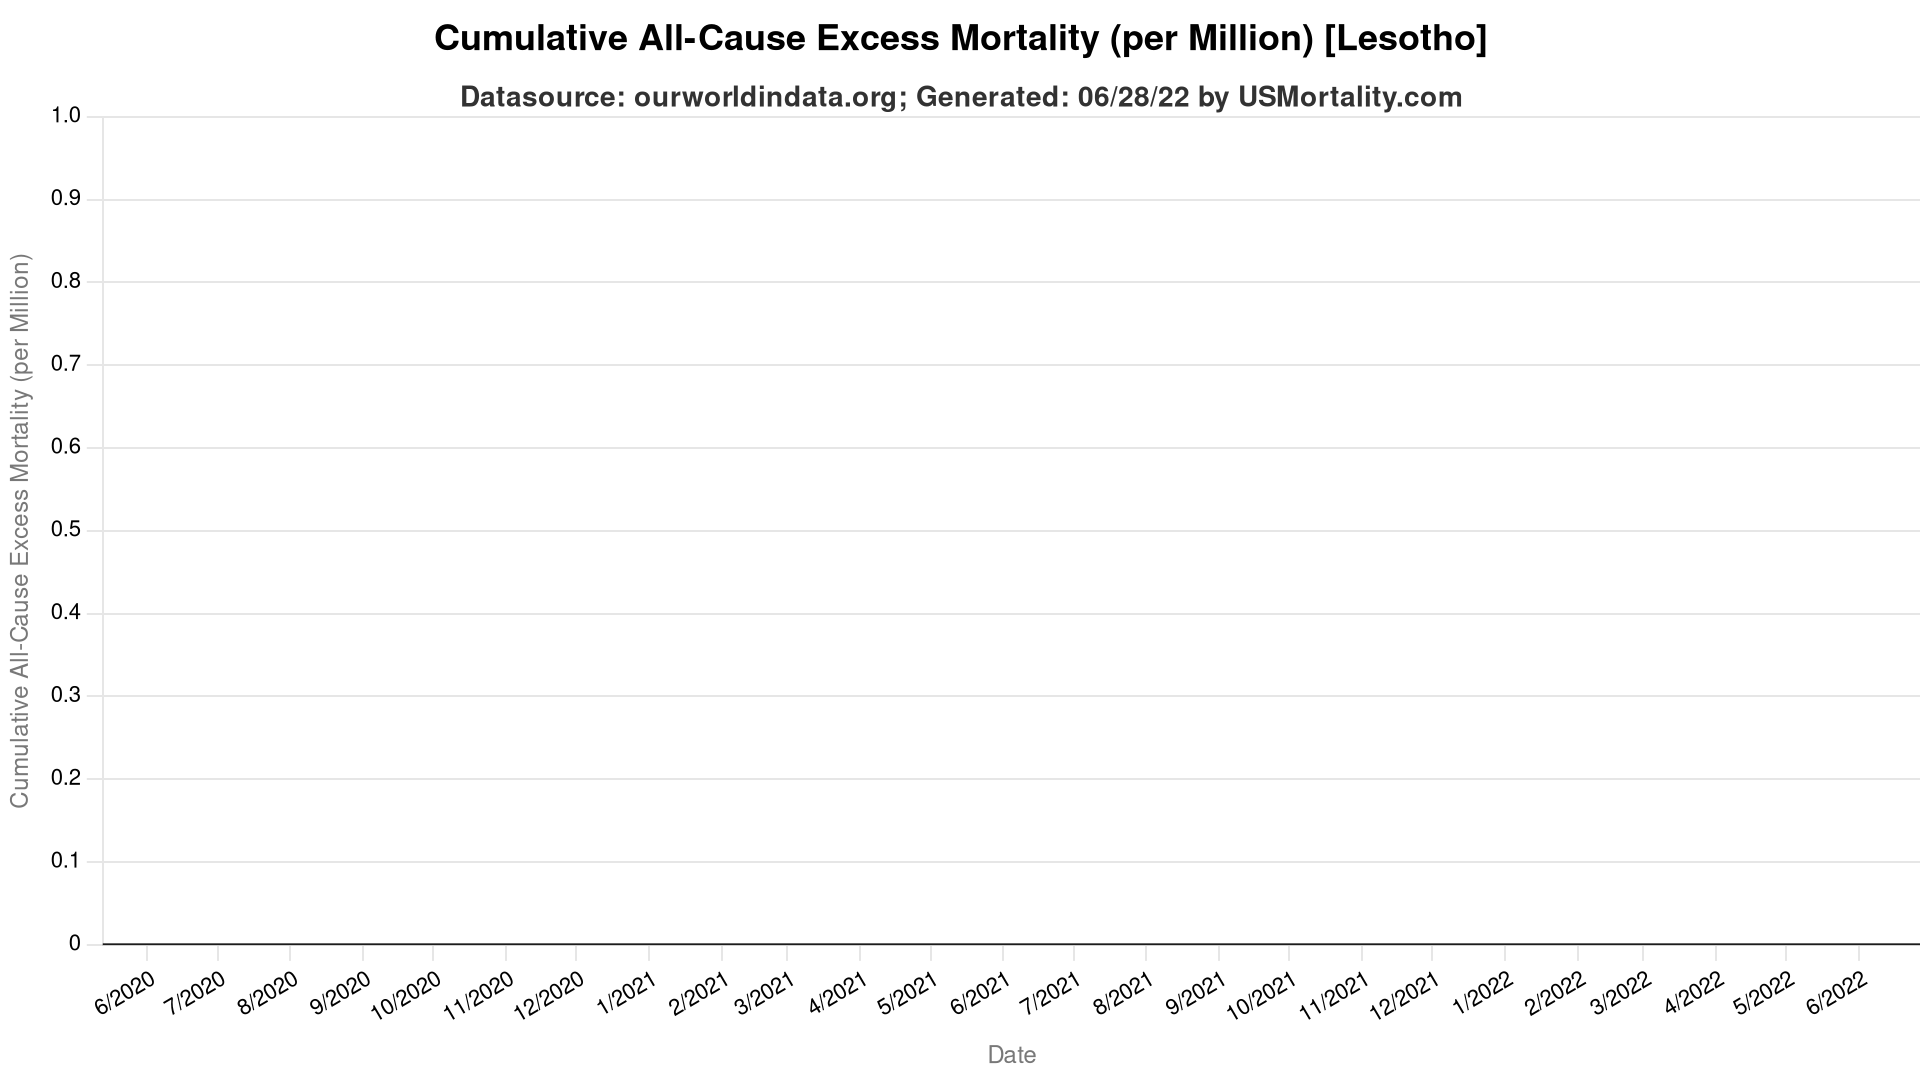 Cumulative All-Cause Excess Mortality (per Million) [Lesotho]
Datasource: ourworldindata.org; Generated: 06/28/22 by USMortality.com
Cumulative All-Cause Excess Mortality (per Million)
1.0
0.9
0.8
0.7
0.6
0.5
0.4
0.3
0.2
0.1
0
6/2020 7/2020 8/2020 9/2020 10/2020 11/2020 12/2020 1/2021 2/2021 3/2021 4/2021 5/2021 6/2021 7/2021 8/2021 9/2021 10/2021 11/2021 12/2021 1/2022 2/2022 3/2022 4/2022 5/2022 6/2022
Date